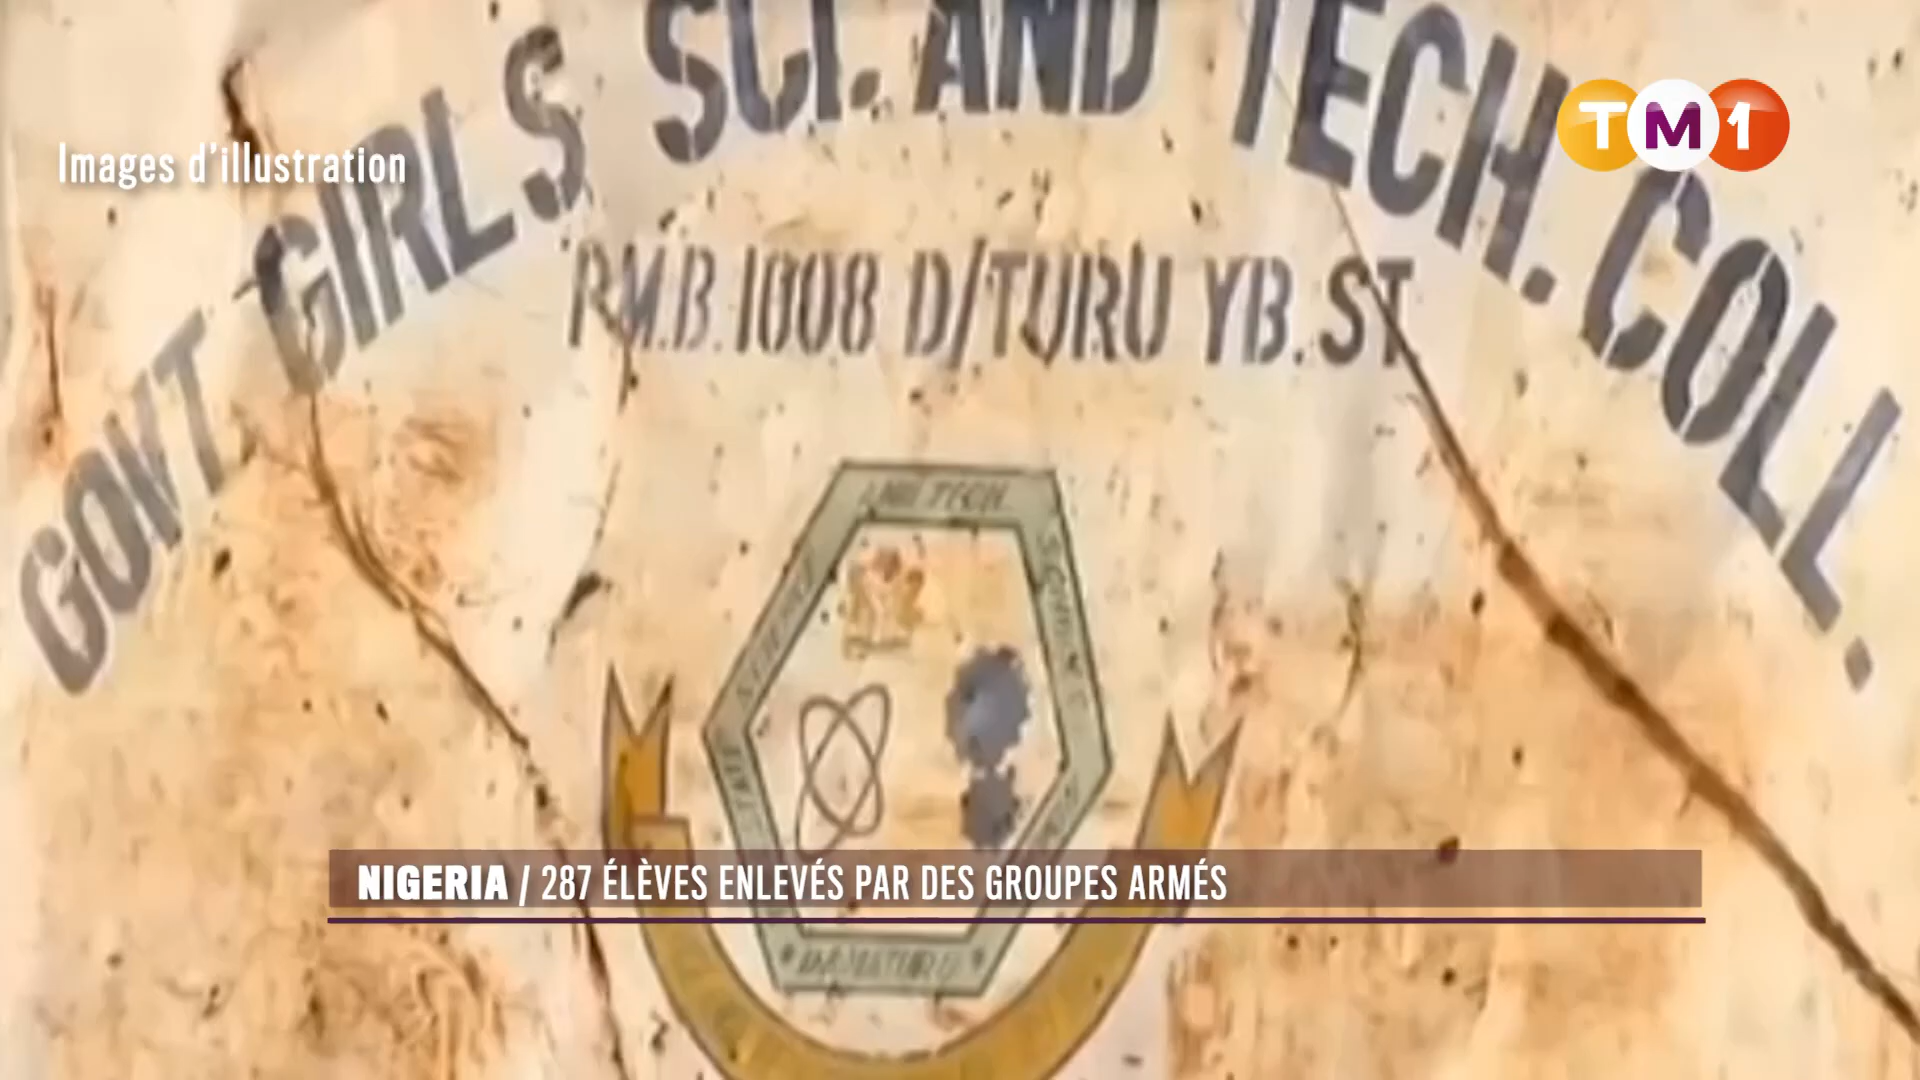 GOVT. GIRLS SCI. AND TECH. COLL.
TM1
Images d'illustration
P.M.B. 1008 D/TURU YB. ST.
NIGERIA / 287 ÉLÈVES ENLEVÉS PAR DES GROUPES ARMÉS
DAMATURU